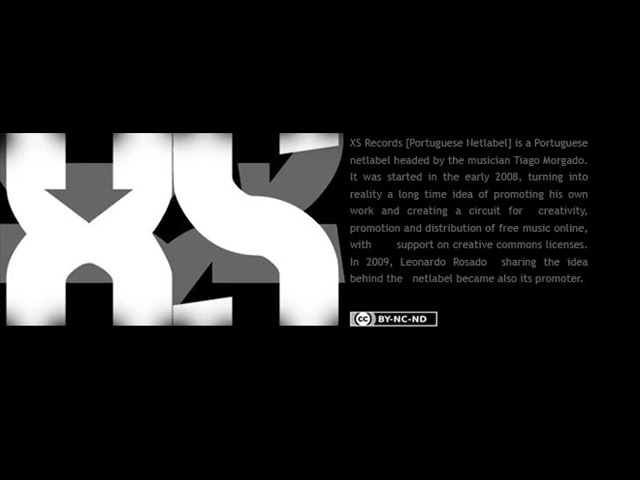 XS
XS Records [Portuguese Netlabel] is a Portuguese
netlabel headed by the musician Tiago Morgado.
It was started in the early 2008, turning into
reality a long time idea of promoting his own
work and creating a circuit for creativity,
promotion and distribution of free music online,
with support on creative commons licenses.
In 2009, Leonardo Rosado sharing the idea
behind the netlabel became also its promoter.
cc BY-NC-ND